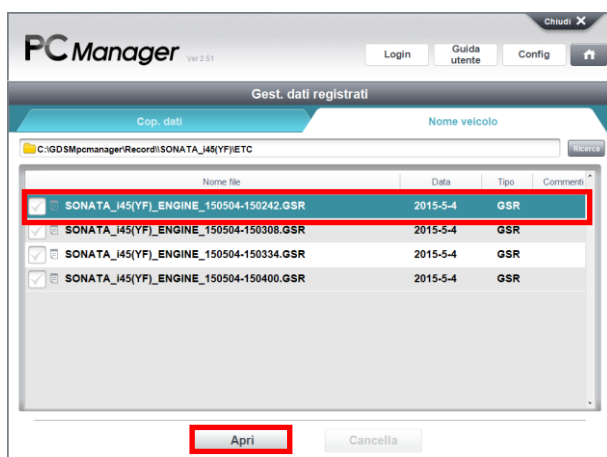 Chiudi X
PC Manager Ver 2.51
Login Guida utente Config
Gest. dati registrati
Cop. dati Nome veicolo
C:\GDSMpcmanager\Record\\SONATA_i45(YF)\ETC Ricerca
Nome file Data Tipo Commenti
SONATA_i45(YF)_ENGINE_150504-150242.GSR 2015-5-4 GSR
SONATA_i45(YF)_ENGINE_150504-150308.GSR 2015-5-4 GSR
SONATA_i45(YF)_ENGINE_150504-150334.GSR 2015-5-4 GSR
SONATA_i45(YF)_ENGINE_150504-150400.GSR 2015-5-4 GSR
Apri Cancella